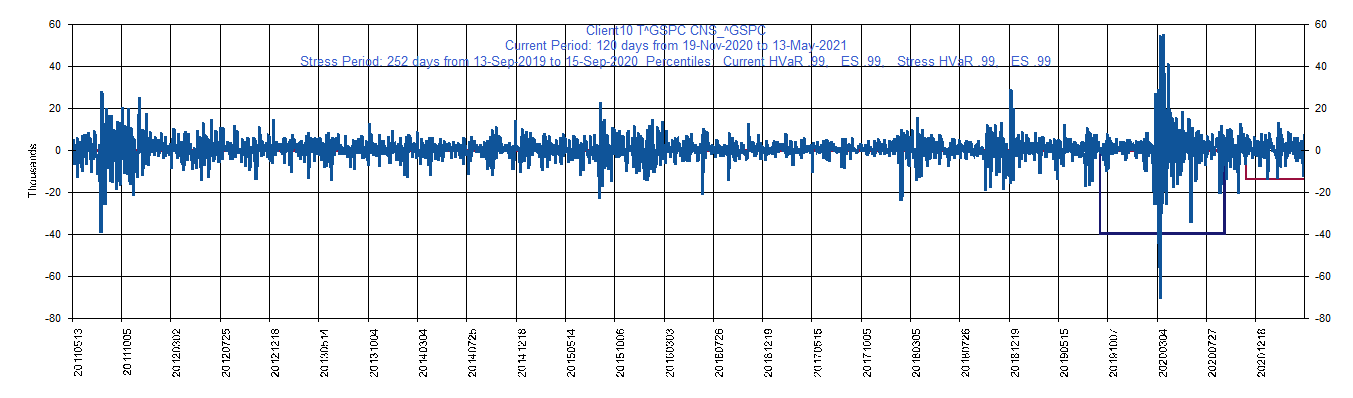 Client10 T^GSPC CNS_^GSPC
Current Period: 120 days from 19-Nov-2020 to 13-May-2021
Stress Period: 252 days from 13-Sep-2019 to 15-Sep-2020 Percentiles: Current HVaR .99, ES .99, Stress HVaR .99, ES .99
60 60
40 40
20 20
0 0
-20 -20
-40 -40
-60 -60
-80 -80
Thousands
20110513 20111005 20120302 20120725 20121218 20130514 20131004 20140304 20140725 20141218 20150514 20151006 20160303 20160726 20161219 20170515 20171005 20180305 20180726 20181219 20190515 20191007 20200304 20200727 20201218